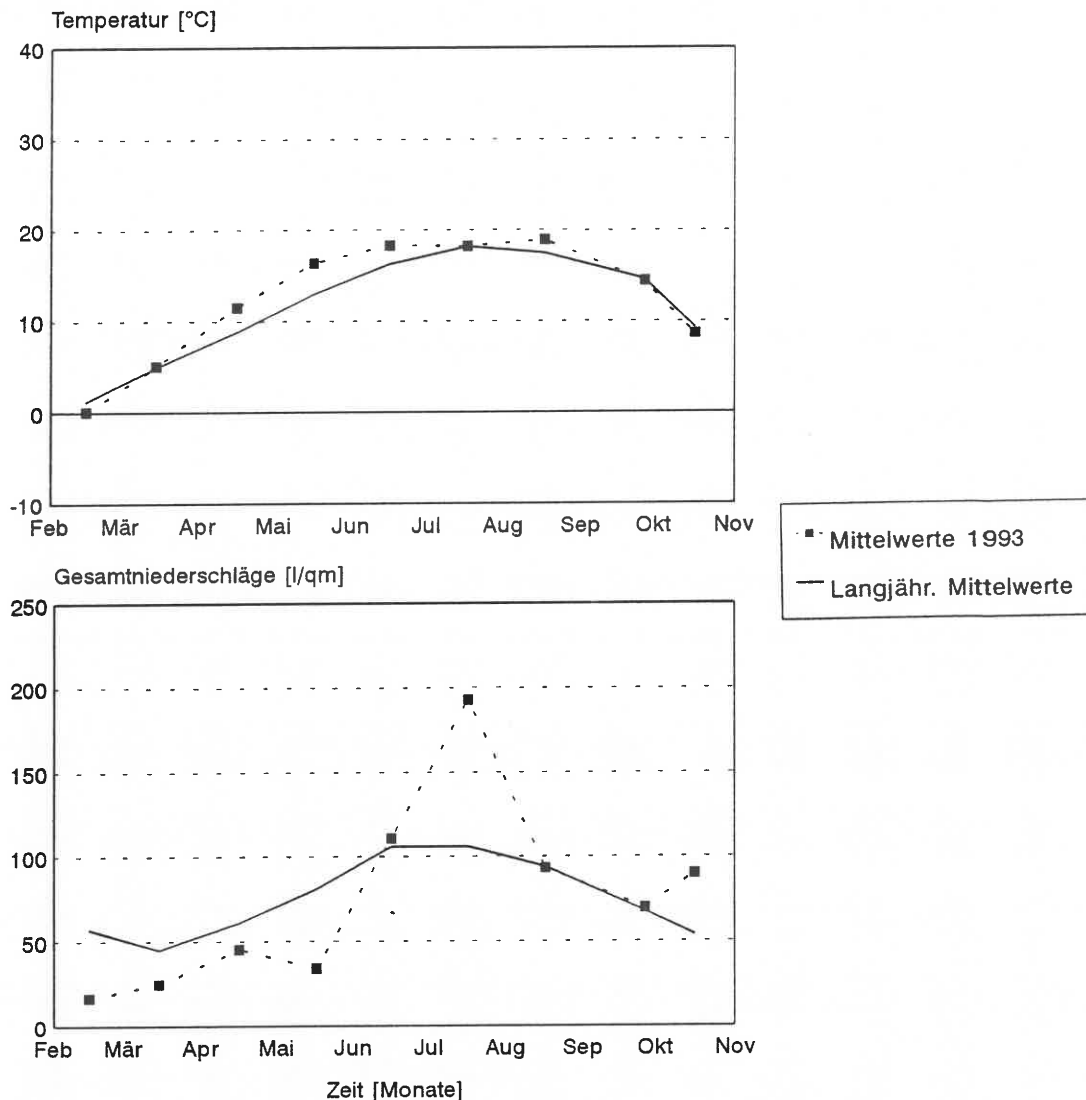 Temperatur [°C]
40
30
20
10
0
-10
Feb Mär Apr Mai Jun Jul Aug Sep Okt Nov
Mittelwerte 1993
Langjähr. Mittelwerte
Gesamtniederschläge [l/qm]
250
200
150
100
50
0
Feb Mär Apr Mai Jun Jul Aug Sep Okt Nov
Zeit [Monate]